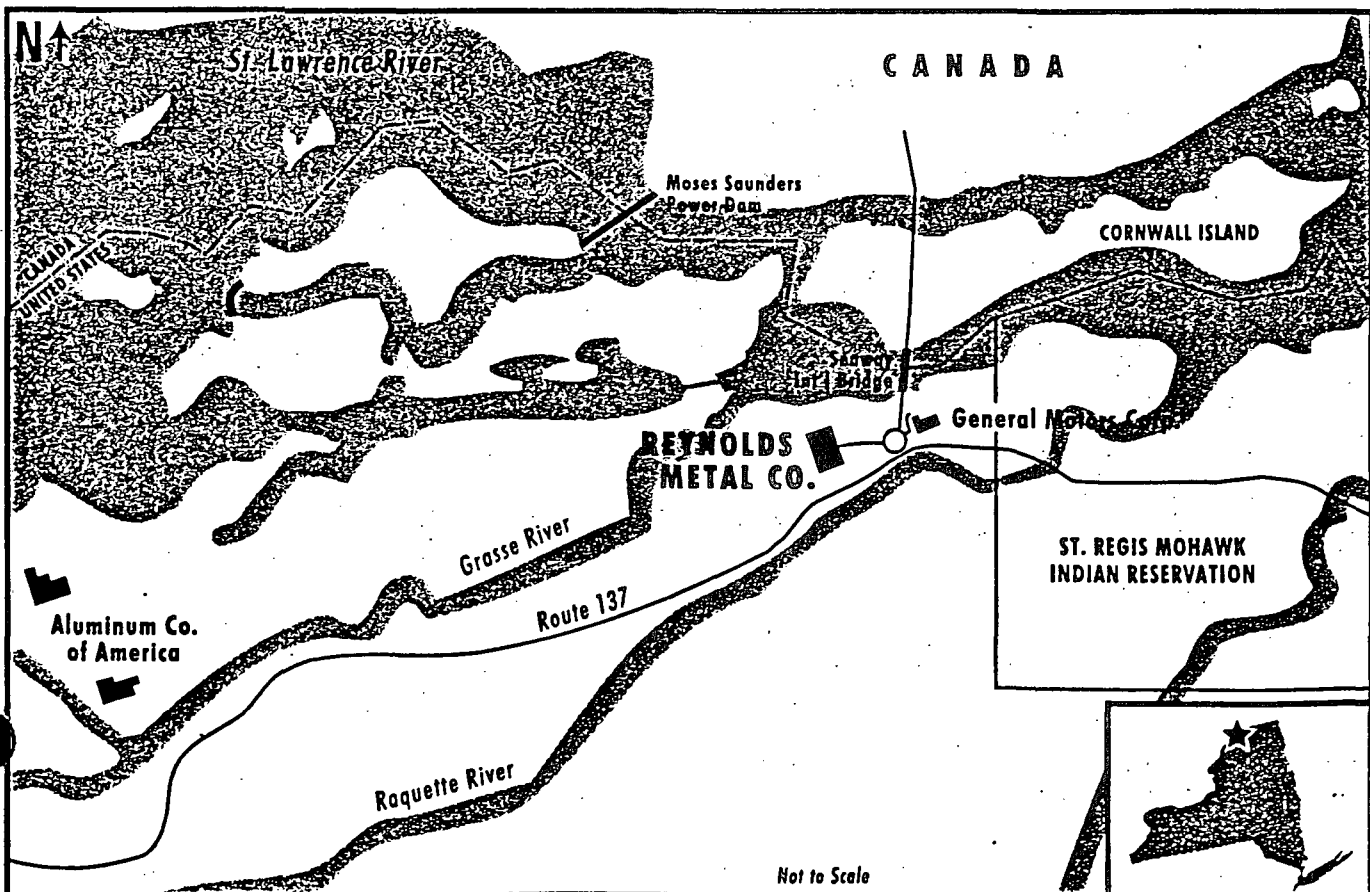 N
St. Lawrence River
CANADA
Moses Saunders
Power Dam
CORNWALL ISLAND
CANADA
UNITED STATES
Seaway
Int'l Bridge
General Motors Corp.
REYNOLDS
METAL CO.
Grasse River
ST. REGIS MOHAWK
INDIAN RESERVATION
Route 137
Aluminum Co.
of America
Raquette River
Not to Scale